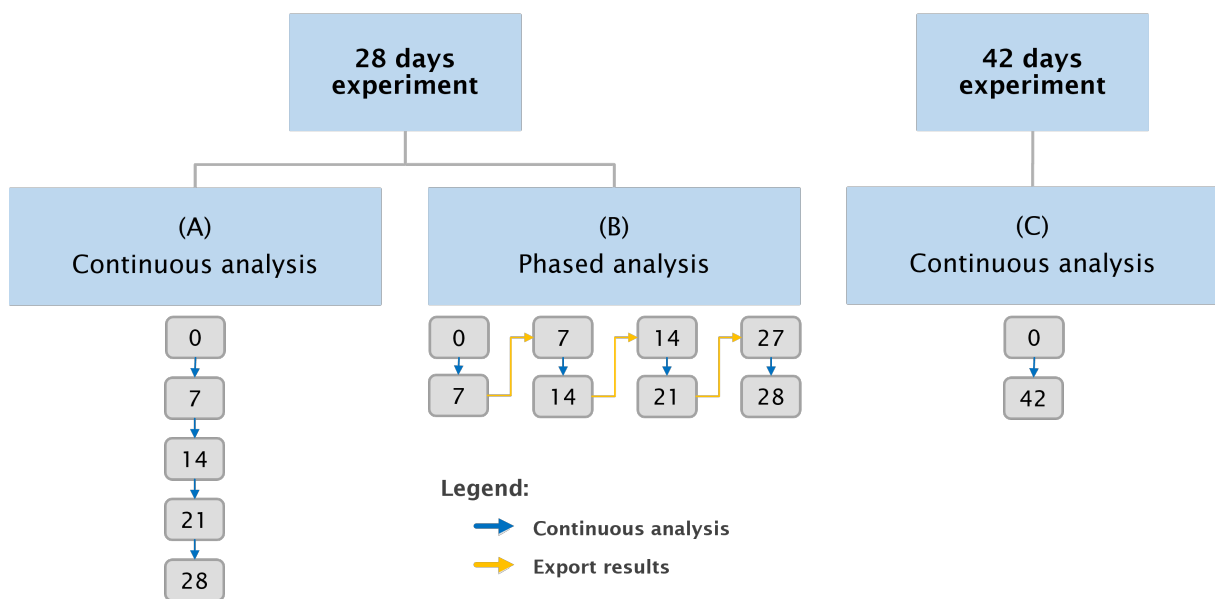 28 days
experiment
42 days
experiment
(A)
Continuous analysis
(B)
Phased analysis
(C)
Continuous analysis
0
7
14
21
28
0
7
7
14
14
21
27
28
0
42
Legend:
Continuous analysis
Export results